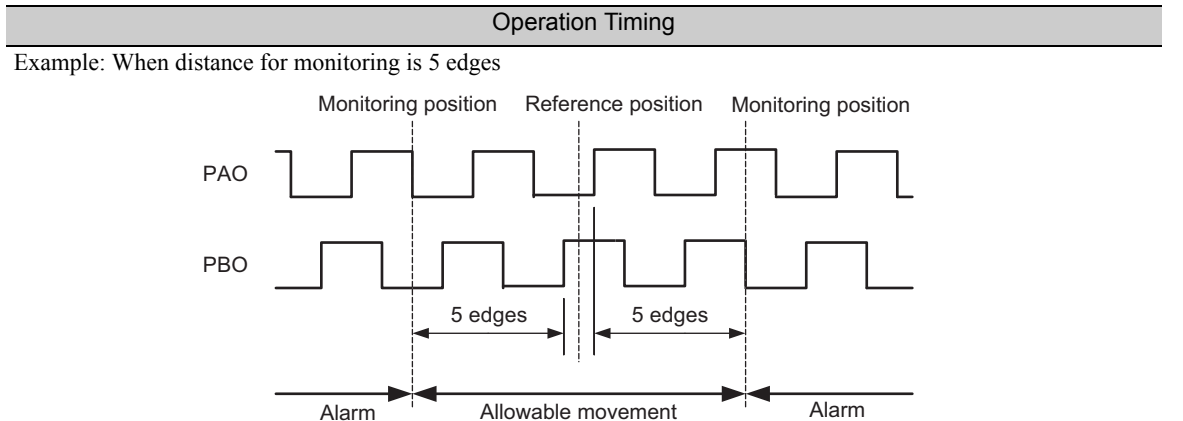 Operation Timing
Example: When distance for monitoring is 5 edges
Monitoring position Reference position Monitoring position
PAO
PBO
5 edges 5 edges
Alarm Allowable movement Alarm